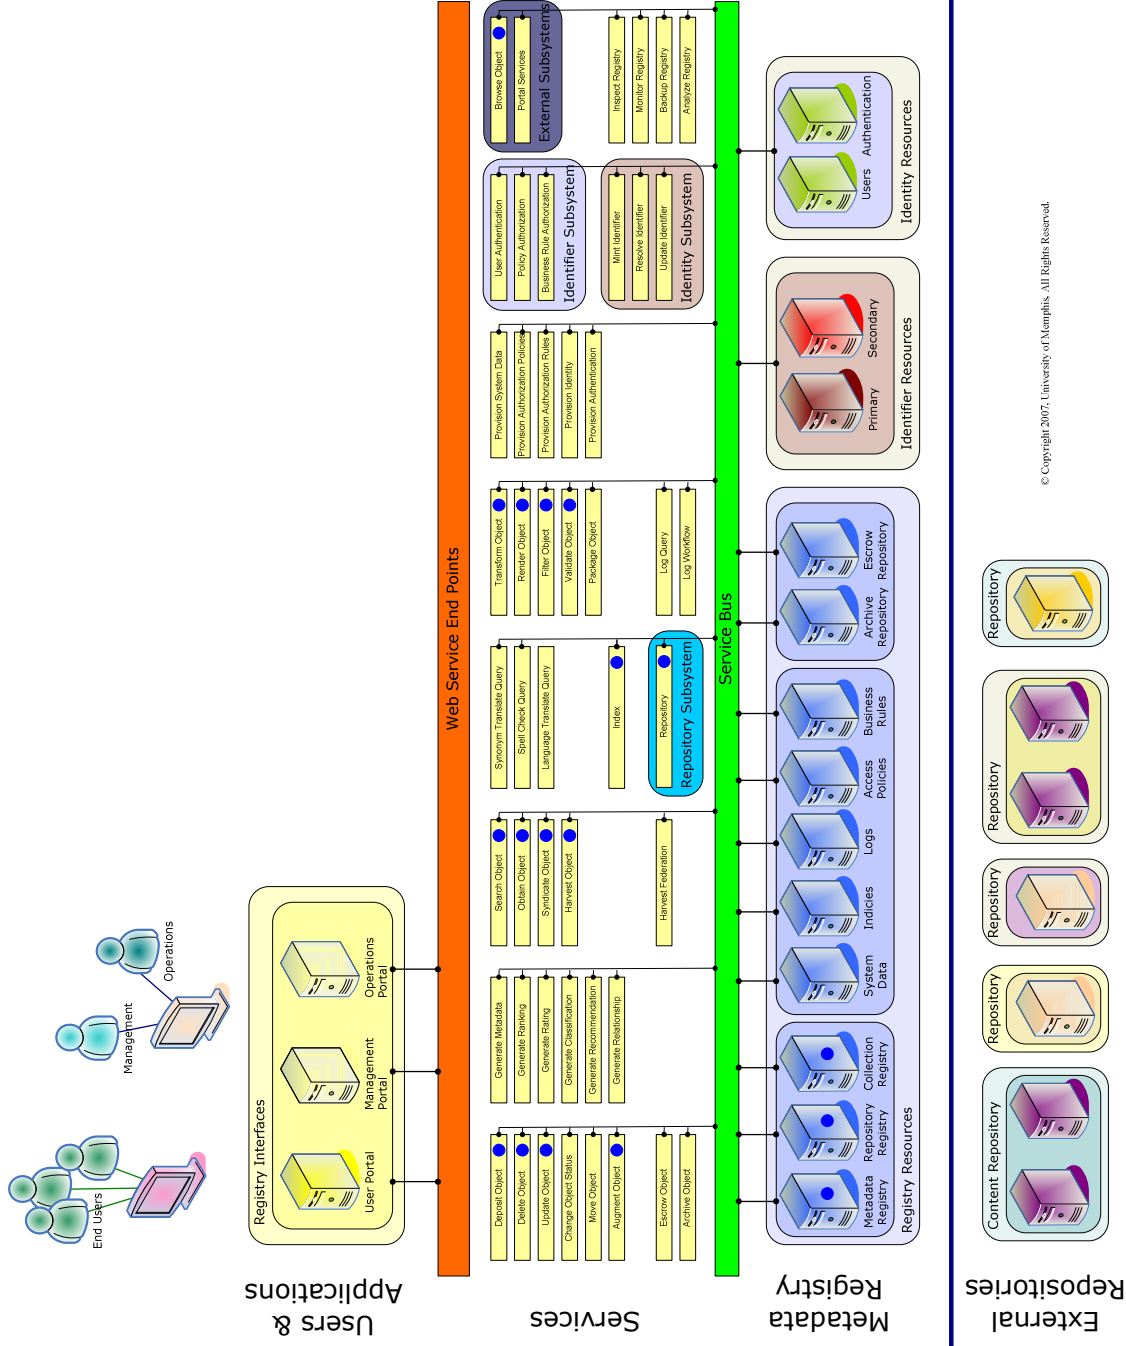 Users &
Applications
End Users
Management
Operations
Registry Interfaces
User Portal
Management
Portal
Operations
Portal
Web Service End Points
Services
Deposit Object
Delete Object
Update Object
Change Object Status
Move Object
Augment Object
Escrow Object
Archive Object
Generate Metadata
Generate Ranking
Generate Rating
Generate Classification
Generate Recommendation
Generate Relationship
Search Object
Obtain Object
Syndicate Object
Harvest Object
Harvest Federation
Synonym Translate Query
Spell Check Query
Language Translate Query
Index
Repository
Repository Subsystem
Transform Object
Render Object
Filter Object
Validate Object
Package Object
Log Query
Log Workflow
Provision System Data
Provision Authorization Policies
Provision Authorization Rules
Provision Identity
Provision Authentication
User Authentication
Policy Authorization
Business Rule Authorization
Identifier Subsystem
Mint Identifier
Resolve Identifier
Update Identifier
Identity Subsystem
Browse Object
Portal Services
External Subsystems
Inspect Registry
Monitor Registry
Backup Registry
Analyze Registry
Service Bus
Metadata
Registry
Metadata
Registry
Repository
Registry
Collection
Registry
System
Data
Indicies
Logs
Access
Policies
Business
Rules
Archive
Repository
Escrow
Repository
Registry Resources
Primary
Secondary
Identifier Resources
Users
Authentication
Identity Resources
External
Repositories
Content Repository
Repository
Repository
Repository
Repository
© Copyright 2007, University of Memphis. All Rights Reserved.